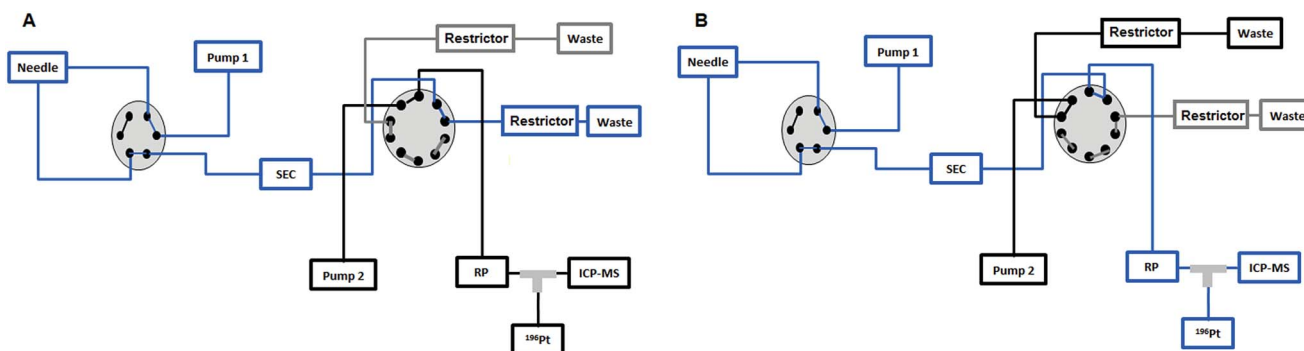 A
Needle
Pump 1
Restrictor
Waste
Restrictor
Waste
SEC
Pump 2
RP
ICP-MS
¹⁹⁶Pt
B
Needle
Pump 1
Restrictor
Waste
Restrictor
Waste
SEC
Pump 2
RP
ICP-MS
¹⁹⁶Pt